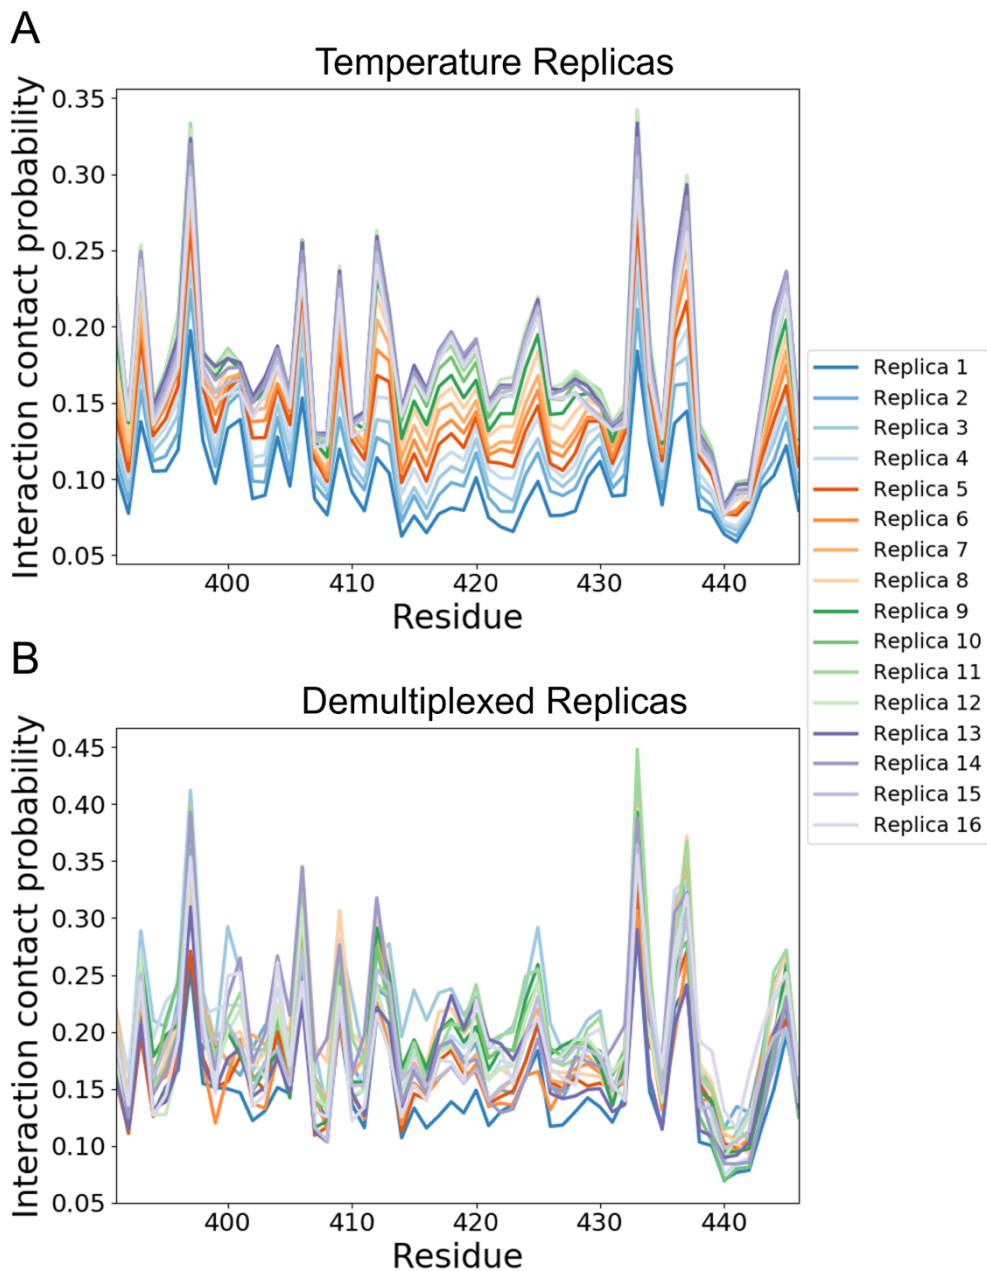 A
Temperature Replicas
Interaction contact probability
0.35
0.30
0.25
0.20
0.15
0.10
0.05
400 410 420 430 440
Residue
Replica 1
Replica 2
Replica 3
Replica 4
Replica 5
Replica 6
Replica 7
Replica 8
Replica 9
Replica 10
Replica 11
Replica 12
Replica 13
Replica 14
Replica 15
Replica 16
B
Demultiplexed Replicas
Interaction contact probability
0.45
0.40
0.35
0.30
0.25
0.20
0.15
0.10
0.05
400 410 420 430 440
Residue